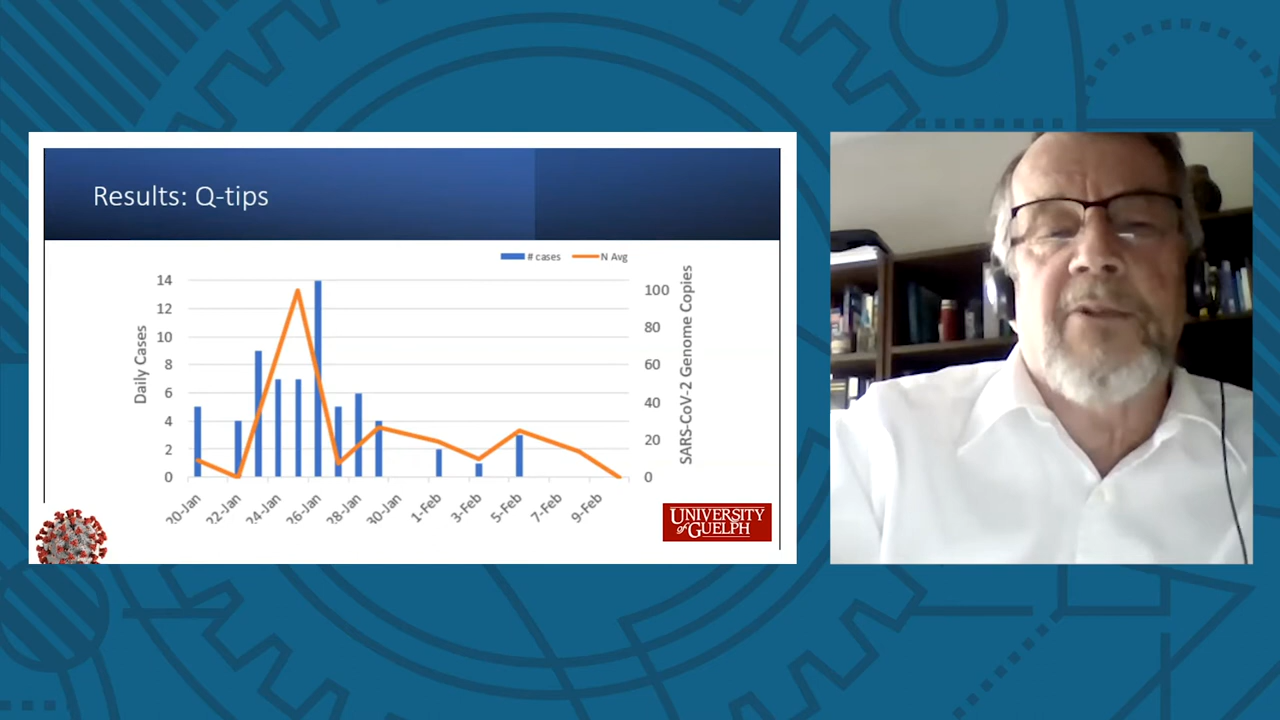 Results: Q-tips
# cases
N Avg
14
12
10
8
6
4
2
0
Daily Cases
100
80
60
40
20
0
SARS-CoV-2 Genome Copies
20-Jan
22-Jan
24-Jan
26-Jan
28-Jan
30-Jan
1-Feb
3-Feb
5-Feb
7-Feb
9-Feb
UNIVERSITY
of GUELPH